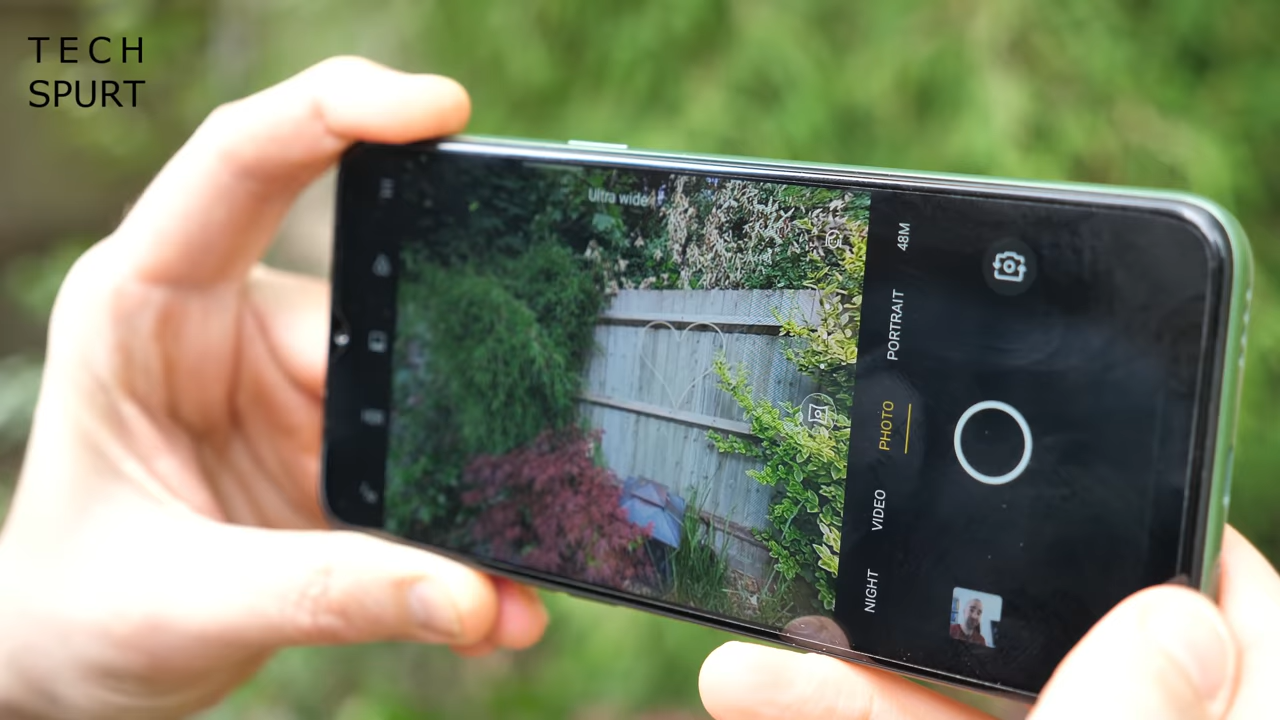 TECH
SPURT
Ultra wide
48M
PORTRAIT
PHOTO
VIDEO
NIGHT